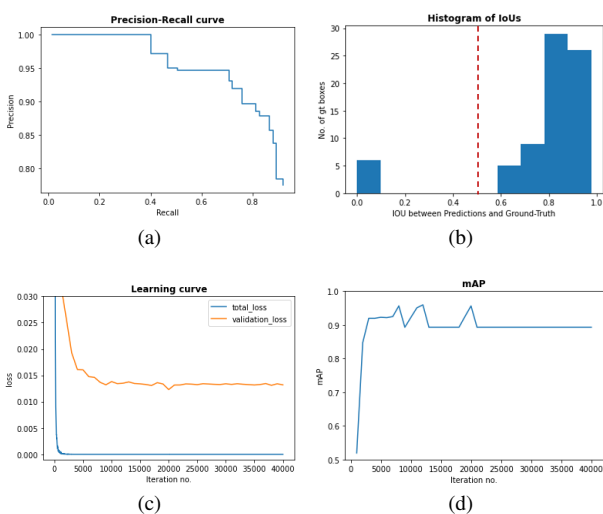 Precision-Recall curve
1.00
0.95
0.90
0.85
0.80
Precision
0.0 0.2 0.4 0.6 0.8
Recall
(a)
Histogram of IoUs
30
25
20
15
10
5
0
No. of gt boxes
0.0 0.2 0.4 0.6 0.8 1.0
IOU between Predictions and Ground-Truth
(b)
Learning curve
total_loss
validation_loss
0.030
0.025
0.020
0.015
0.010
0.005
0.000
loss
0 5000 10000 15000 20000 25000 30000 35000 40000
Iteration no.
(c)
mAP
1.0
0.9
0.8
0.7
0.6
0.5
mAP
0 5000 10000 15000 20000 25000 30000 35000 40000
Iteration no.
(d)